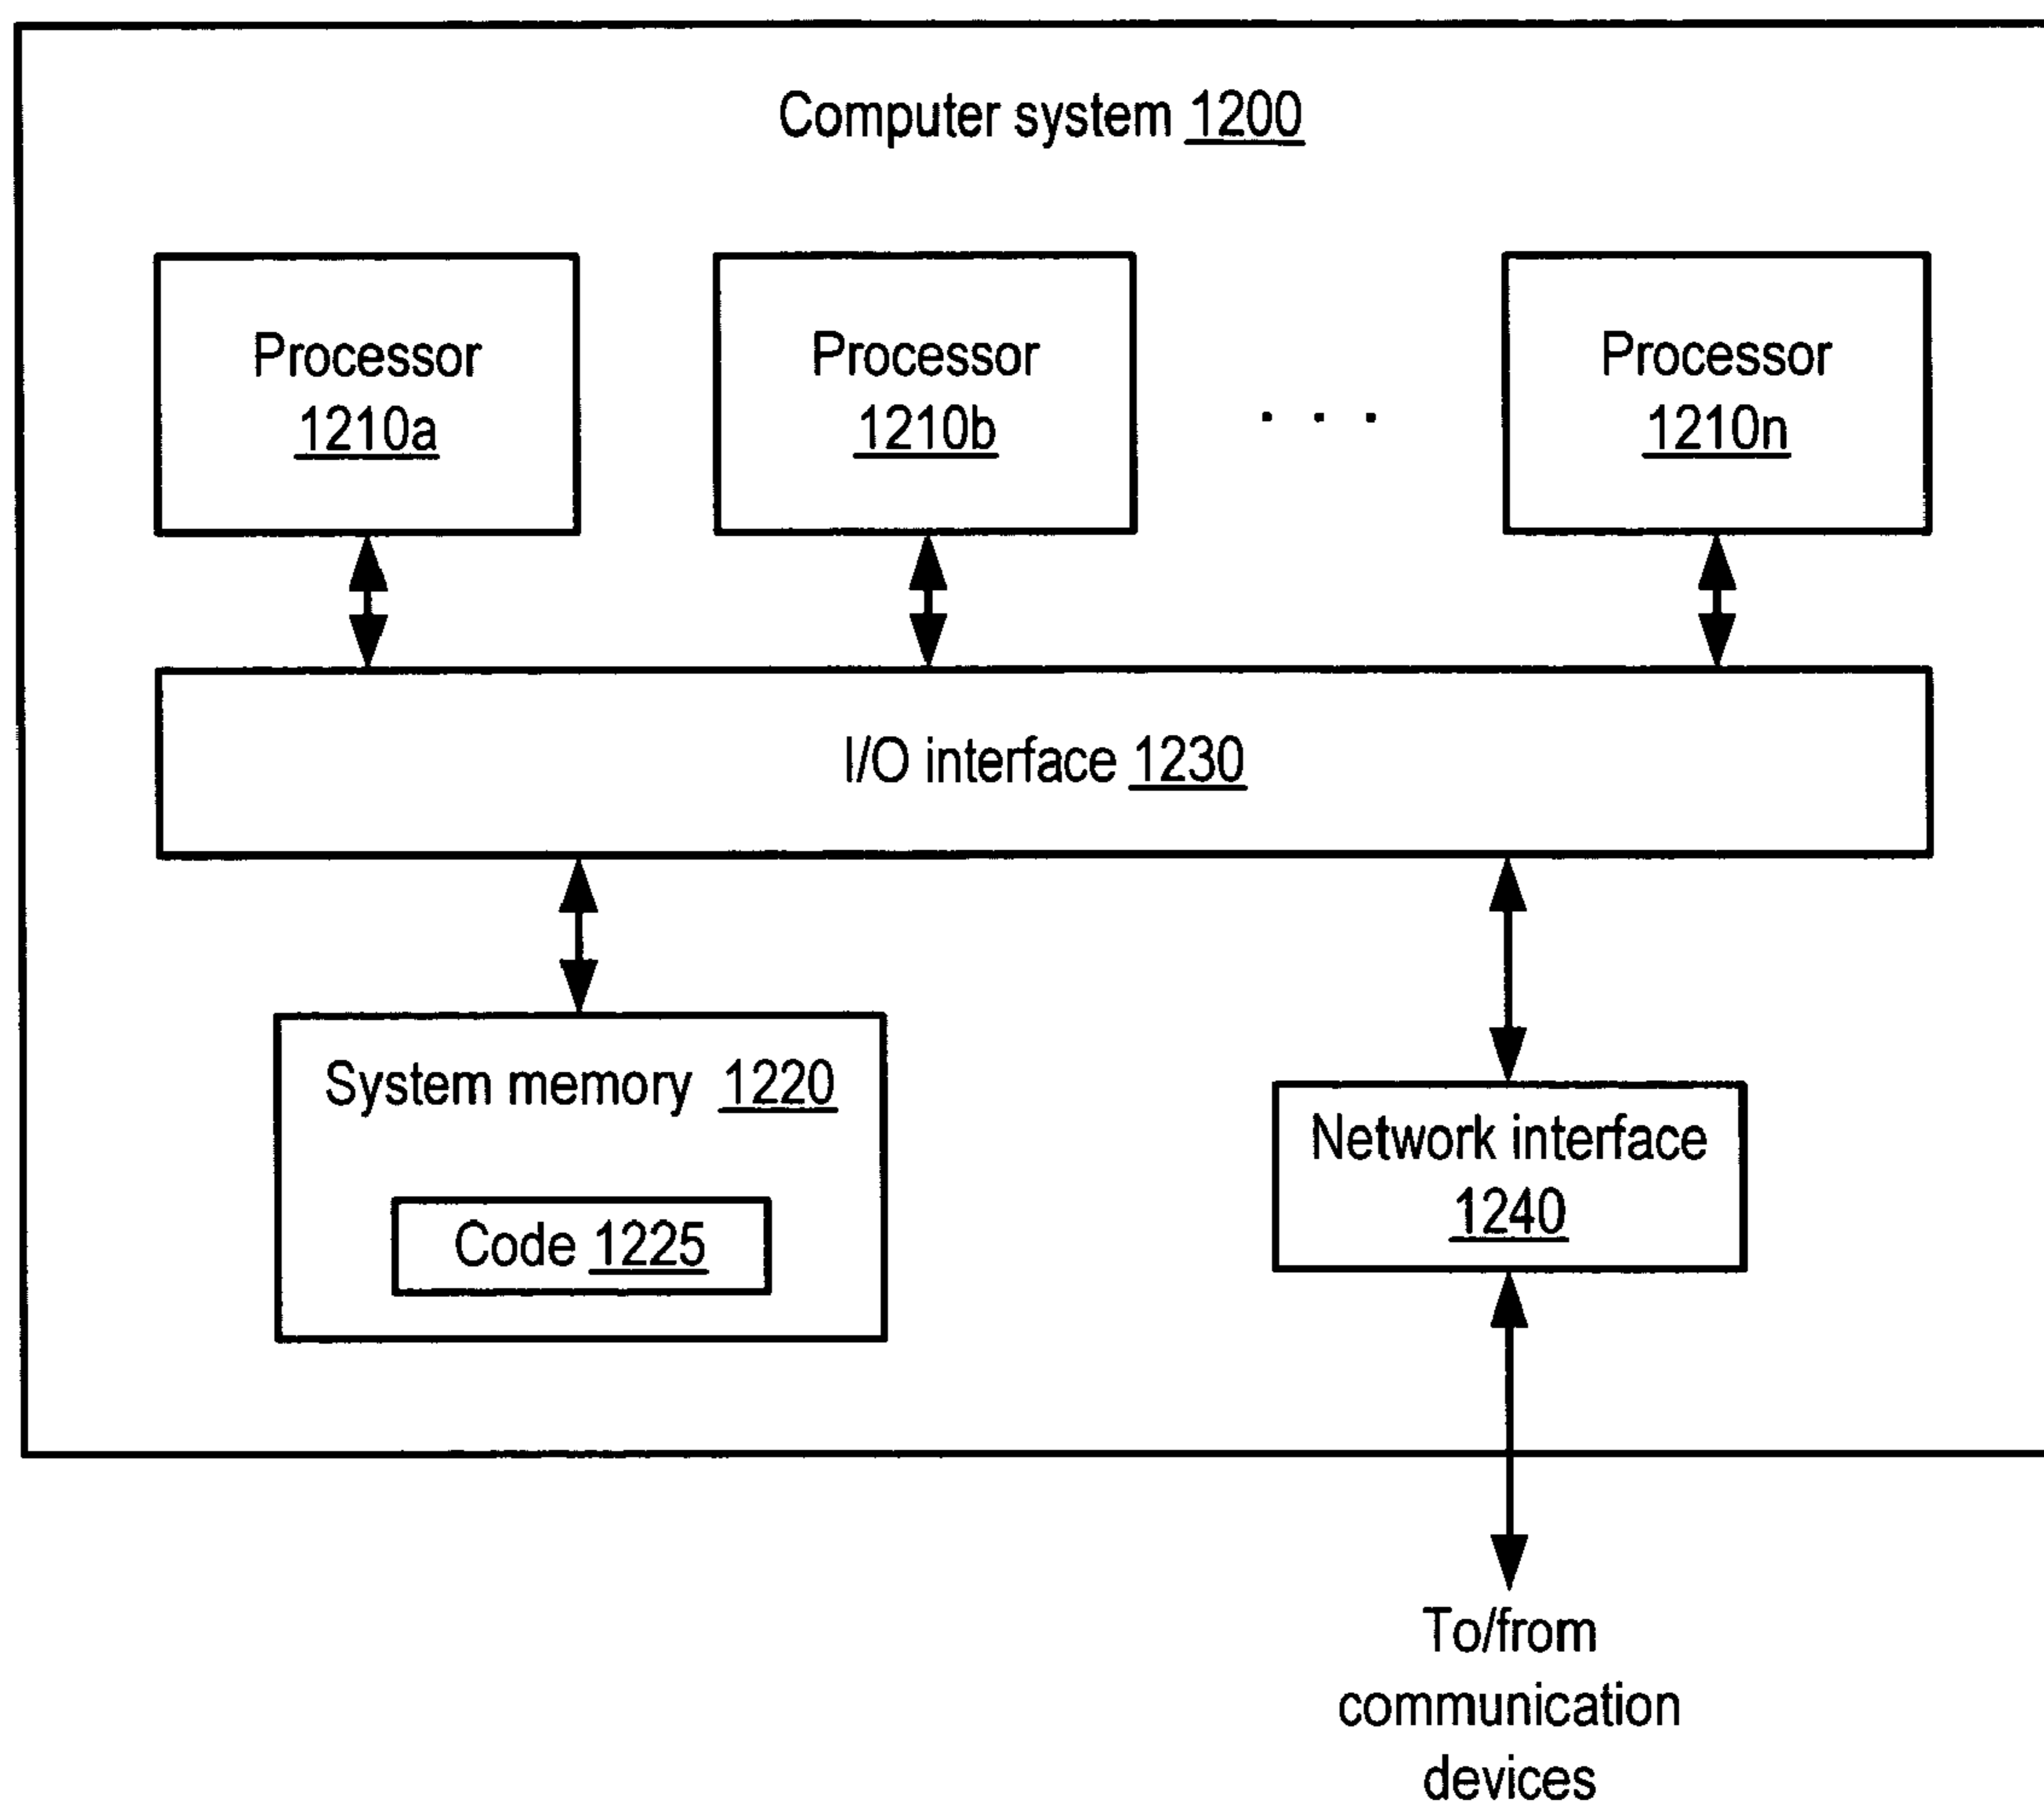 Computer system 1200
Processor
1210a
Processor
1210b
. . .
Processor
1210n
I/O interface 1230
System memory 1220
Code 1225
Network interface
1240
To/from
communication
devices